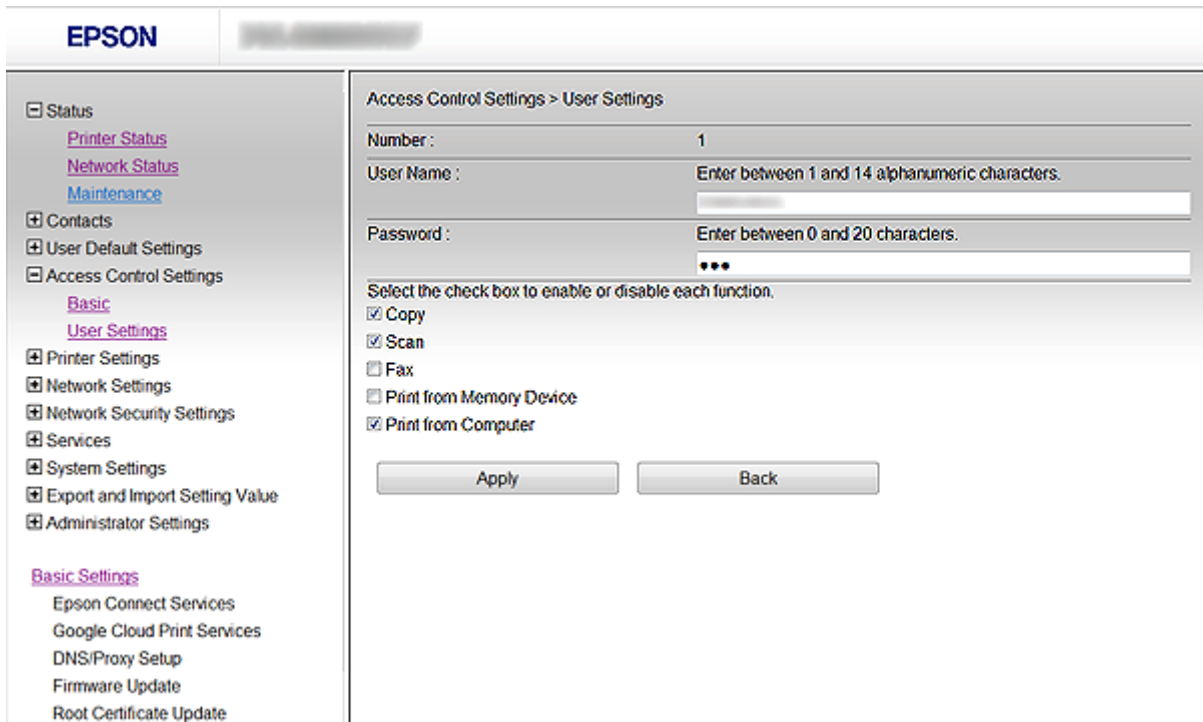 EPSON
Status
Printer Status
Network Status
Maintenance
Contacts
User Default Settings
Access Control Settings
Basic
User Settings
Printer Settings
Network Settings
Network Security Settings
Services
System Settings
Export and Import Setting Value
Administrator Settings
Basic Settings
Epson Connect Services
Google Cloud Print Services
DNS/Proxy Setup
Firmware Update
Root Certificate Update
Access Control Settings > User Settings
Number : 1
User Name : Enter between 1 and 14 alphanumeric characters.
Password : Enter between 0 and 20 characters.
●●●
Select the check box to enable or disable each function.
Copy
Scan
Fax
Print from Memory Device
Print from Computer
Apply Back